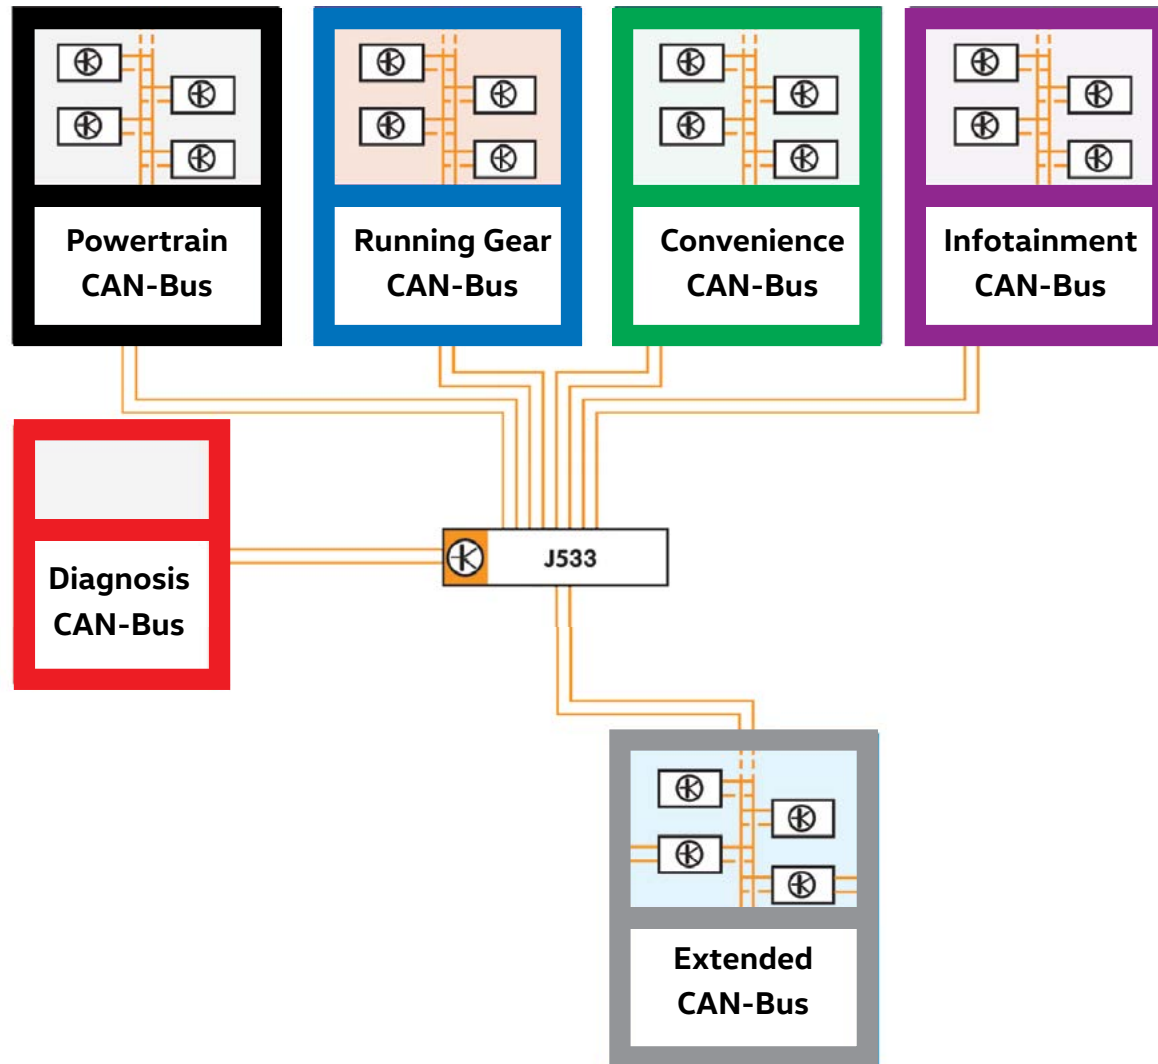 Powertrain
CAN-Bus
Running Gear
CAN-Bus
Convenience
CAN-Bus
Infotainment
CAN-Bus
Diagnosis
CAN-Bus
J533
Extended
CAN-Bus